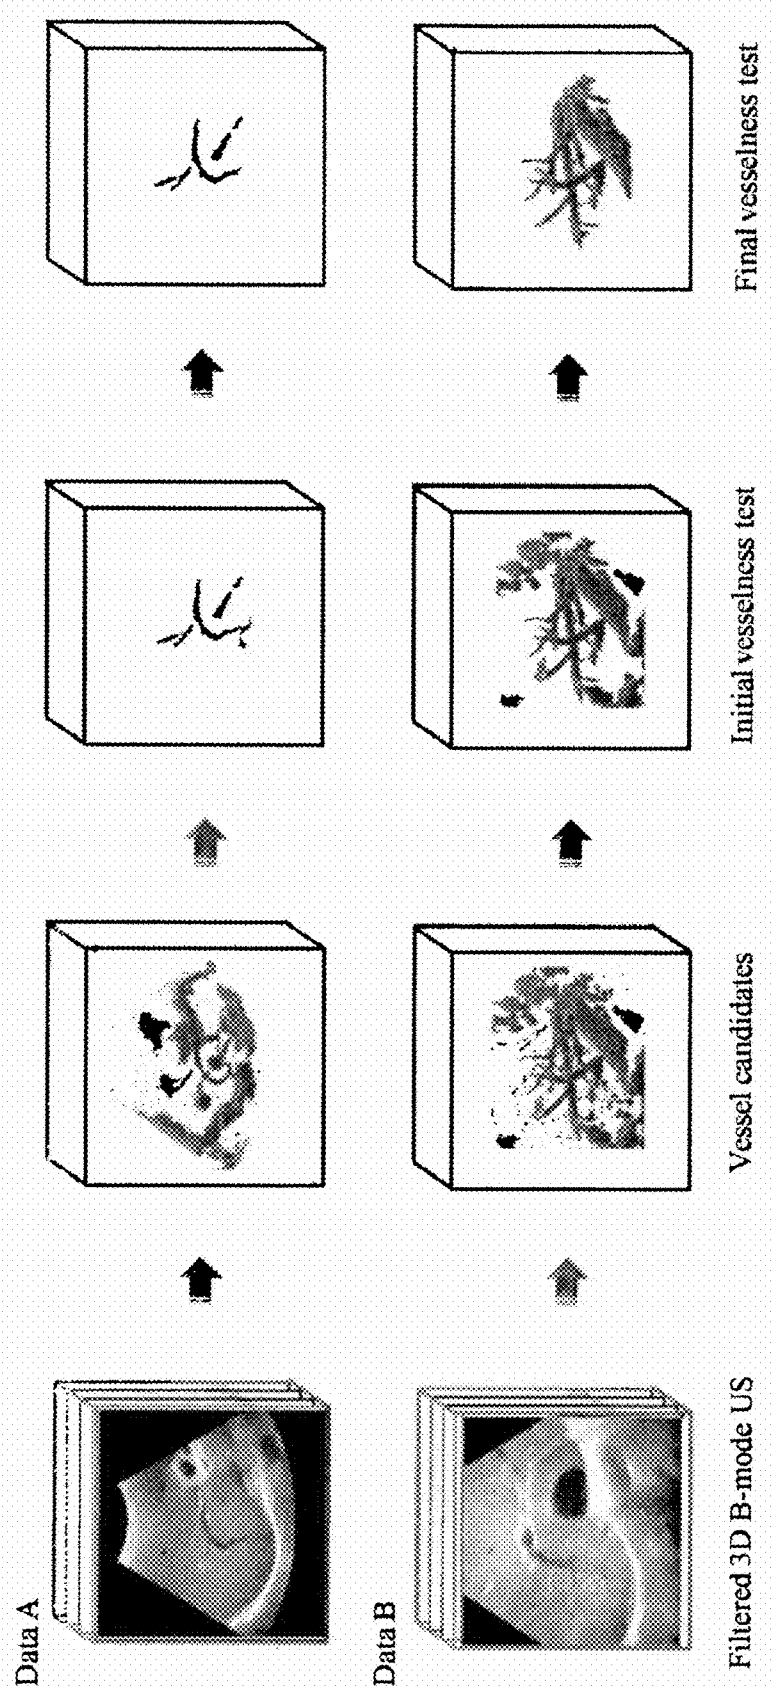 Data A
Data B
Filtered 3D B-mode US
Vessel candidates
Initial vesselness test
Final vesselness test